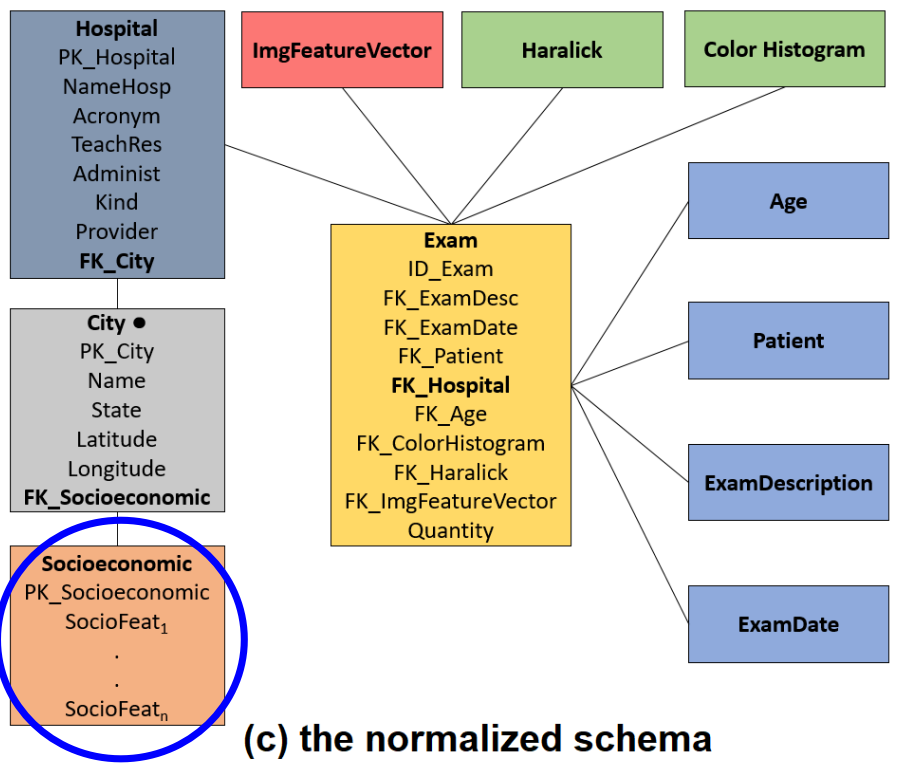 Hospital
PK_Hospital
NameHosp
Acronym
TeachRes
Administ
Kind
Provider
FK_City
ImgFeatureVector
Haralick
Color Histogram
City ●
PK_City
Name
State
Latitude
Longitude
FK_Socioeconomic
Exam
ID_Exam
FK_ExamDesc
FK_ExamDate
FK_Patient
FK_Hospital
FK_Age
FK_ColorHistogram
FK_Haralick
FK_ImgFeatureVector
Quantity
Age
Patient
ExamDescription
ExamDate
Socioeconomic
PK_Socioeconomic
SocioFeat₁
.
.
SocioFeatₙ
(c) the normalized schema